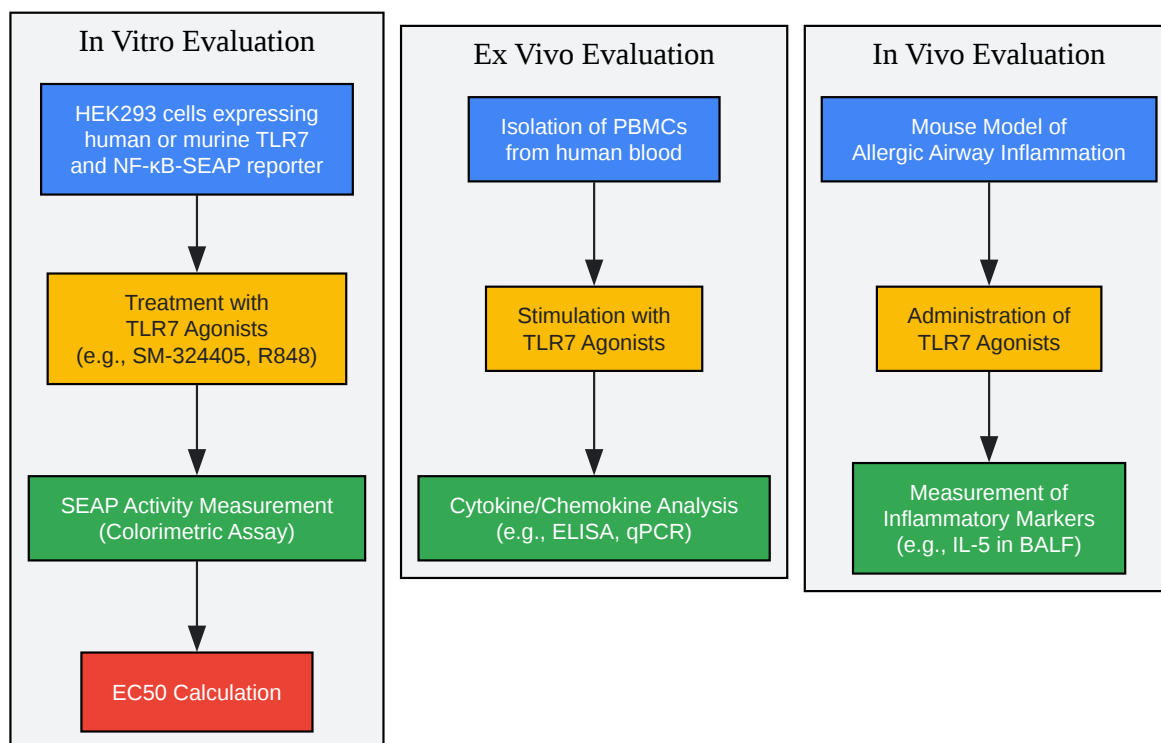 In Vitro Evaluation
HEK293 cells expressing
human or murine TLR7
and NF-κB-SEAP reporter
Treatment with
TLR7 Agonists
(e.g., SM-324405, R848)
SEAP Activity Measurement
(Colorimetric Assay)
EC50 Calculation
Ex Vivo Evaluation
Isolation of PBMCs
from human blood
Stimulation with
TLR7 Agonists
Cytokine/Chemokine Analysis
(e.g., ELISA, qPCR)
In Vivo Evaluation
Mouse Model of
Allergic Airway Inflammation
Administration of
TLR7 Agonists
Measurement of
Inflammatory Markers
(e.g., IL-5 in BALF)